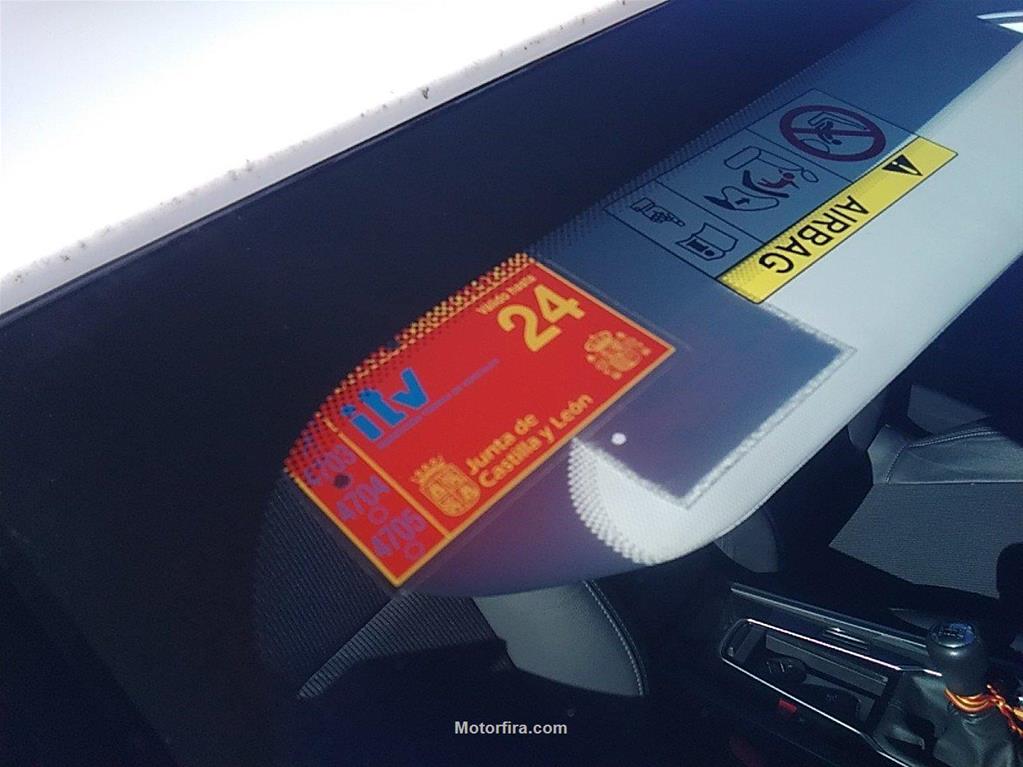 AIRBAG
Válido hasta
24
itv
4703
4704
4705
Junta de
Castilla y León
Motorfira.com